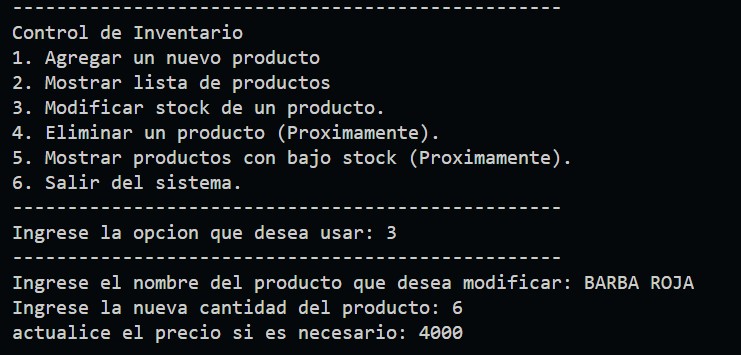 --------------------------------------------------
Control de Inventario
1. Agregar un nuevo producto
2. Mostrar lista de productos
3. Modificar stock de un producto.
4. Eliminar un producto (Proximamente).
5. Mostrar productos con bajo stock (Proximamente).
6. Salir del sistema.
--------------------------------------------------
Ingrese la opcion que desea usar: 3
--------------------------------------------------
Ingrese el nombre del producto que desea modificar: BARBA ROJA
Ingrese la nueva cantidad del producto: 6
actualice el precio si es necesario: 4000